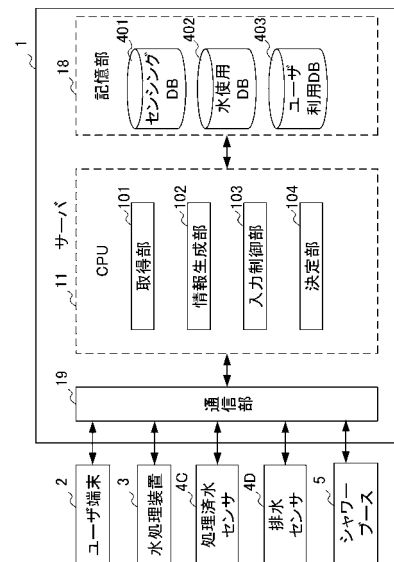 1
サーバ
11
CPU
101
取得部
102
情報生成部
103
入力制御部
104
決定部
18
記憶部
401
センシング
DB
402
水使用
DB
403
ユーザ
利用DB
19
通信部
2
ユーザ端末
3
水処理装置
4C
処理済水
センサ
4D
排水
センサ
5
シャワー
ブース